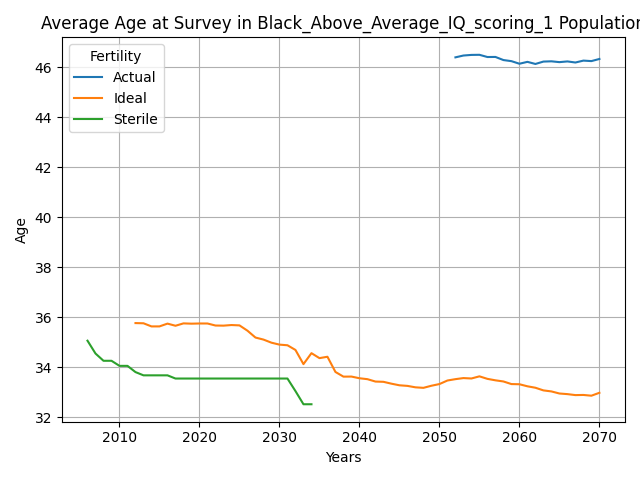 Average Age at Survey in Black_Above_Average_IQ_scoring_1 Population
Fertility
Actual
Ideal
Sterile
46
44
42
40
38
36
34
32
Age
2010 2020 2030 2040 2050 2060 2070
Years